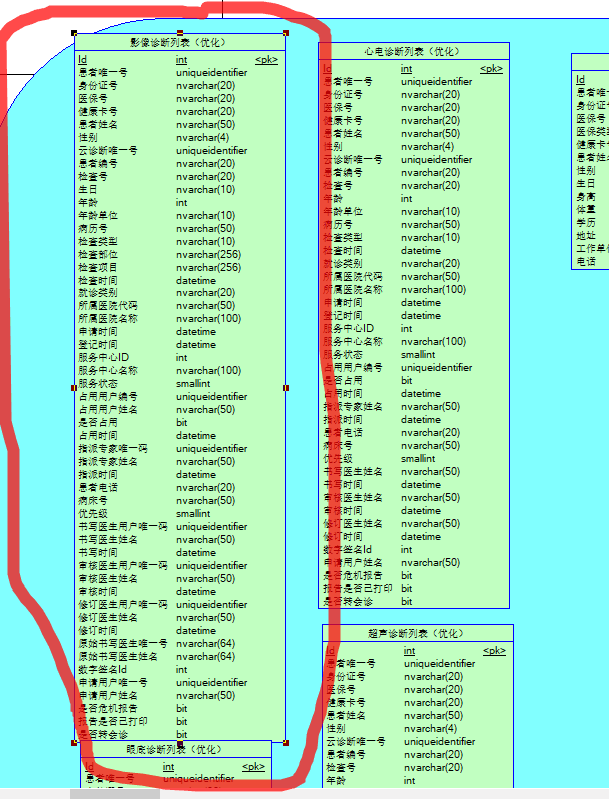 影像诊断列表（优化）
Id int <pk>
患者唯一号 uniqueidentifier
身份证号 nvarchar(20)
医保号 nvarchar(20)
健康卡号 nvarchar(20)
患者姓名 nvarchar(50)
性别 nvarchar(4)
云诊断唯一号 uniqueidentifier
患者编号 nvarchar(20)
检查号 nvarchar(20)
生日 nvarchar(10)
年龄 int
年龄单位 nvarchar(10)
病历号 nvarchar(50)
检查类型 nvarchar(10)
检查部位 nvarchar(256)
检查项目 nvarchar(256)
检查时间 datetime
就诊类别 nvarchar(20)
所属医院代码 nvarchar(50)
所属医院名称 nvarchar(100)
申请时间 datetime
登记时间 datetime
服务中心ID int
服务中心名称 nvarchar(100)
服务状态 smallint
占用用户编号 uniqueidentifier
占用用户姓名 nvarchar(50)
是否占用 bit
占用时间 datetime
指派专家唯一码 uniqueidentifier
指派专家姓名 nvarchar(50)
指派时间 datetime
患者电话 nvarchar(20)
病床号 nvarchar(50)
优先级 smallint
书写医生用户唯一码 uniqueidentifier
书写医生姓名 nvarchar(50)
书写时间 datetime
审核医生用户唯一码 uniqueidentifier
审核医生姓名 nvarchar(50)
审核时间 datetime
修订医生用户唯一码 uniqueidentifier
修订医生姓名 nvarchar(50)
修订时间 datetime
原始书写医生唯一号 nvarchar(64)
原始书写医生姓名 nvarchar(64)
数字签名Id int
申请用户唯一号 uniqueidentifier
申请用户姓名 nvarchar(50)
是否危机报告 bit
报告是否已打印 bit
是否转会诊 bit
眼底诊断列表（优化）
Id int <pk>
患者唯一号 uniqueidentifier
心电诊断列表（优化）
Id int <pk>
患者唯一号 uniqueidentifier
身份证号 nvarchar(20)
医保号 nvarchar(20)
健康卡号 nvarchar(20)
患者姓名 nvarchar(50)
性别 nvarchar(4)
云诊断唯一号 uniqueidentifier
患者编号 nvarchar(20)
检查号 nvarchar(20)
年龄 int
年龄单位 nvarchar(10)
病历号 nvarchar(50)
检查类型 nvarchar(10)
检查时间 datetime
就诊类别 nvarchar(20)
所属医院代码 nvarchar(50)
所属医院名称 nvarchar(100)
申请时间 datetime
登记时间 datetime
服务中心ID int
服务中心名称 nvarchar(100)
服务状态 smallint
占用用户编号 uniqueidentifier
是否占用 bit
占用时间 datetime
指派专家姓名 nvarchar(50)
指派时间 datetime
患者电话 nvarchar(20)
病床号 nvarchar(50)
优先级 smallint
书写医生姓名 nvarchar(50)
书写时间 datetime
审核医生姓名 nvarchar(50)
审核时间 datetime
修订医生姓名 nvarchar(50)
修订时间 datetime
数字签名Id int
申请用户姓名 nvarchar(50)
是否危机报告 bit
报告是否已打印 bit
是否转会诊 bit
超声诊断列表（优化）
Id int <pk>
患者唯一号 uniqueidentifier
身份证号 nvarchar(20)
医保号 nvarchar(20)
健康卡号 nvarchar(20)
患者姓名 nvarchar(50)
性别 nvarchar(4)
云诊断唯一号 uniqueidentifier
患者编号 nvarchar(20)
检查号 nvarchar(20)
年龄 int
Id
患者唯一
身份证号
医保号
医保类
健康卡号
患者姓
性别
生日
身高
体重
学历
地址
工作单
电话